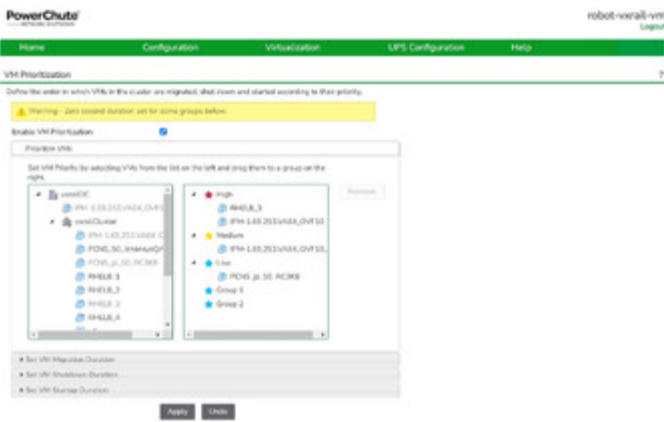 PowerChute
robot-vxrail-vm
Logout
Home Configuration Virtualization UPS Configuration Help
VM Prioritization ?
Define the order in which VMs in the cluster are migrated, shut down and started according to their priority.
Warning - Zero second duration set for some groups below.
Enable VM Prioritization
Prioritize VMs
Set VM Priority by selecting VMs from the list on the left and drag them to a group on the
right.
vxrailDC
vxrailCluster
RHEL8_1
RHEL8_2
RHEL8_3
RHEL8_4
High
RHEL8_3
Medium
Low
Group 1
Group 2
Remove
Set VM Migration Duration
Set VM Shutdown Duration
Set VM Startup Duration
Apply Undo